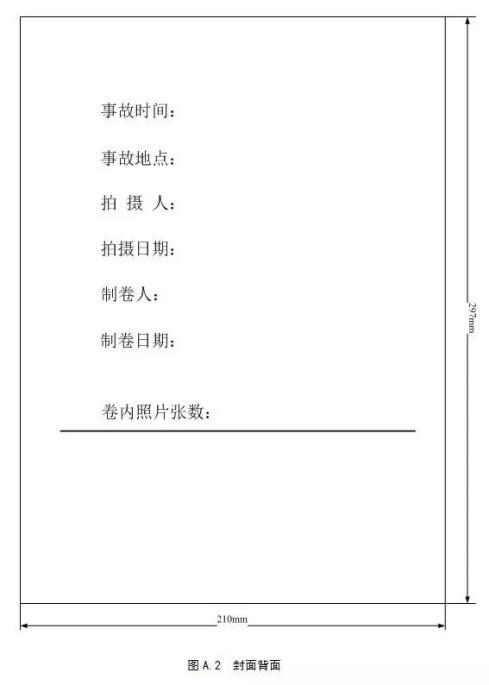 事故时间：
事故地点：
拍 摄 人：
拍摄日期：
制卷人：
制卷日期：
卷内照片张数：
297mm
210mm
图 A.2 封面背面